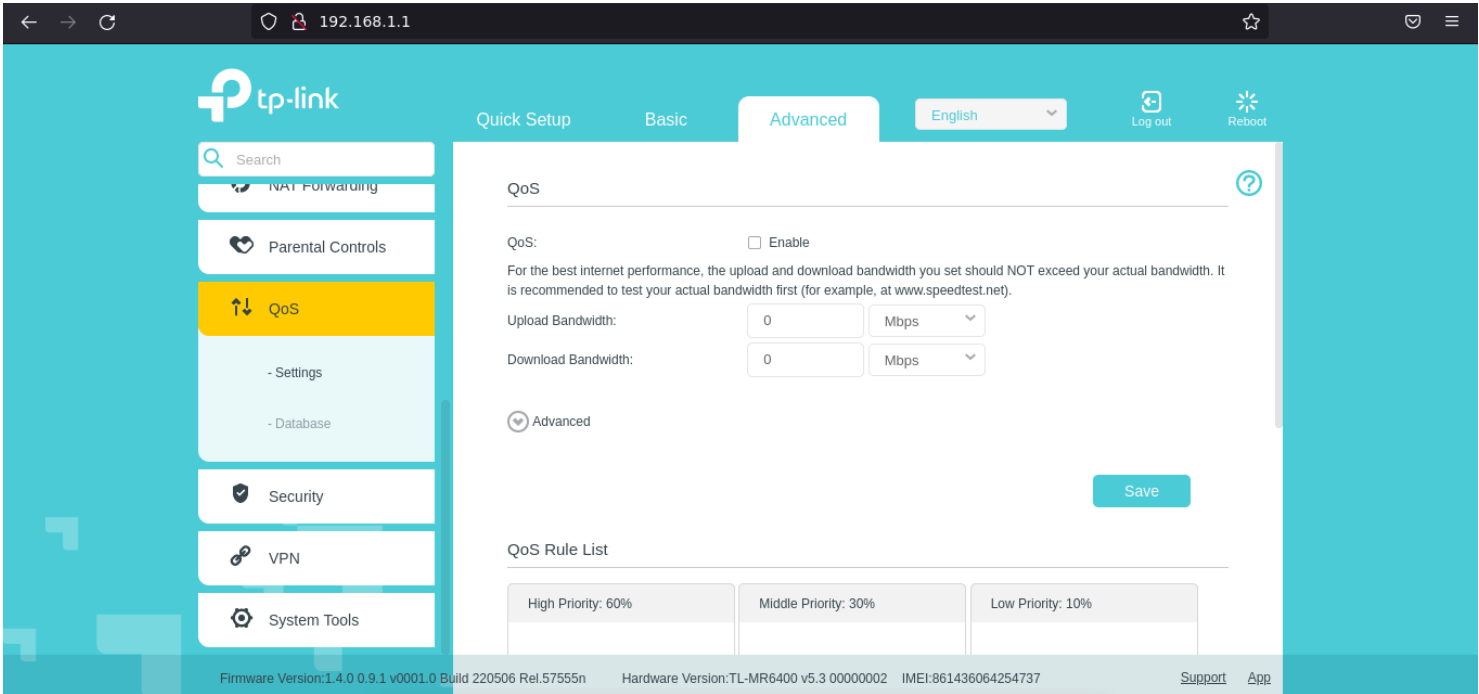 192.168.1.1
tp-link
Quick Setup
Basic
Advanced
English
Log out
Reboot
Search
NAT Forwarding
Parental Controls
QoS
- Settings
- Database
Security
VPN
System Tools
QoS
QoS:
Enable
For the best internet performance, the upload and download bandwidth you set should NOT exceed your actual bandwidth. It
is recommended to test your actual bandwidth first (for example, at www.speedtest.net).
Upload Bandwidth:
0
Mbps
Download Bandwidth:
0
Mbps
Advanced
Save
QoS Rule List
High Priority: 60%
Middle Priority: 30%
Low Priority: 10%
Firmware Version:1.4.0 0.9.1 v0001.0 Build 220506 Rel.57555n
Hardware Version:TL-MR6400 v5.3 00000002
IMEI:861436064254737
Support
App